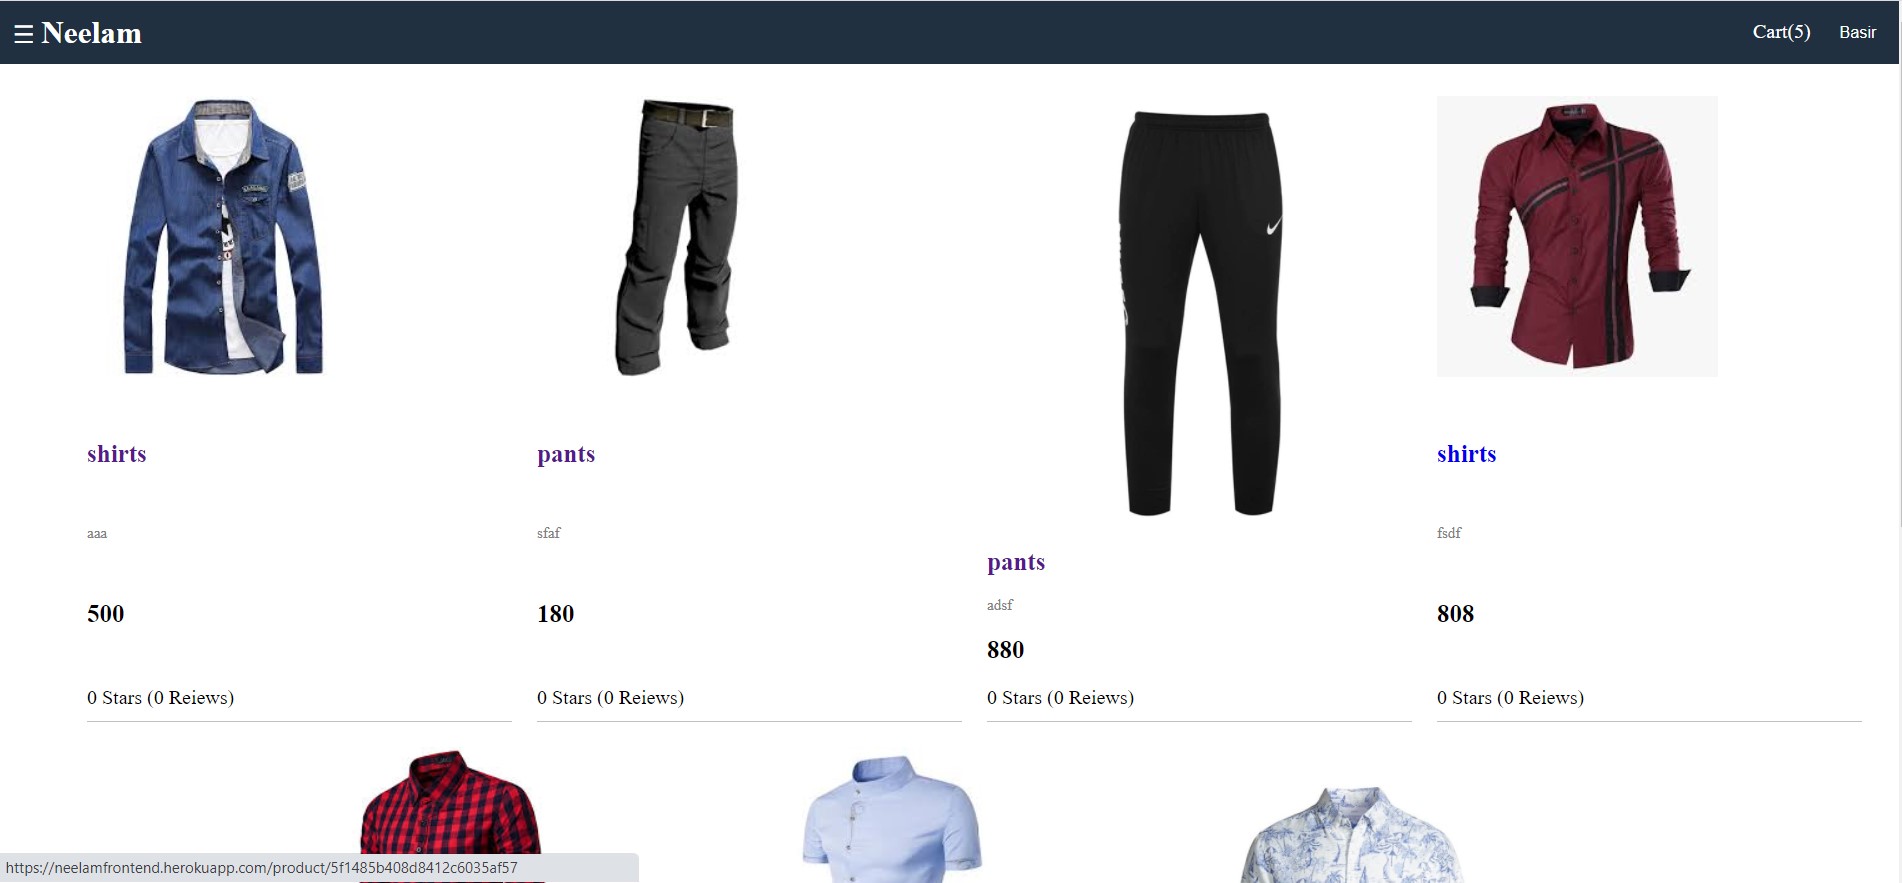 ☰ Neelam
Cart(5) Basir
shirts
aaa
500
0 Stars (0 Reiews)
pants
sfaf
180
0 Stars (0 Reiews)
pants
adsf
880
0 Stars (0 Reiews)
shirts
fsdf
808
0 Stars (0 Reiews)
https://neelamfrontend.herokuapp.com/product/5f1485b408d8412c6035af57